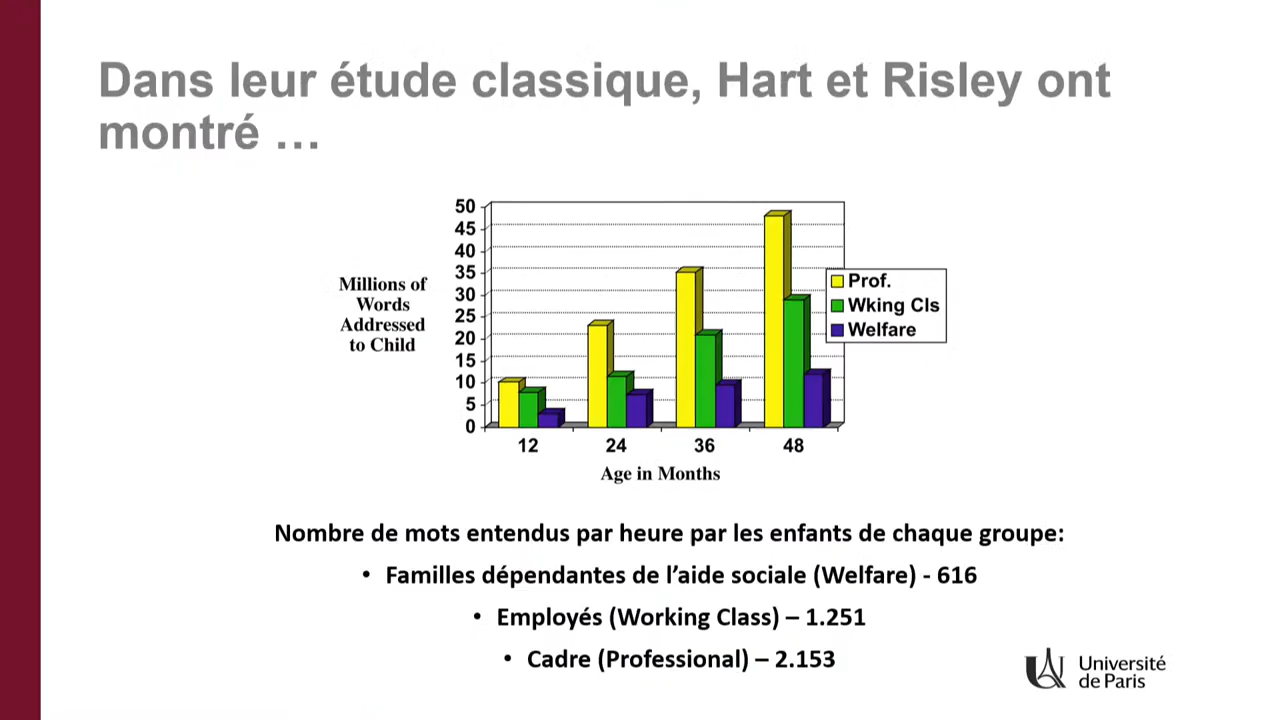 Dans leur étude classique, Hart et Risley ont
montré …
50
45
40
35
30
25
20
15
10
5
0
Millions of
Words
Addressed
to Child
Prof.
Wking Cls
Welfare
12 24 36 48
Age in Months
Nombre de mots entendus par heure par les enfants de chaque groupe:
• Familles dépendantes de l’aide sociale (Welfare) - 616
• Employés (Working Class) – 1.251
• Cadre (Professional) – 2.153
Université
de Paris